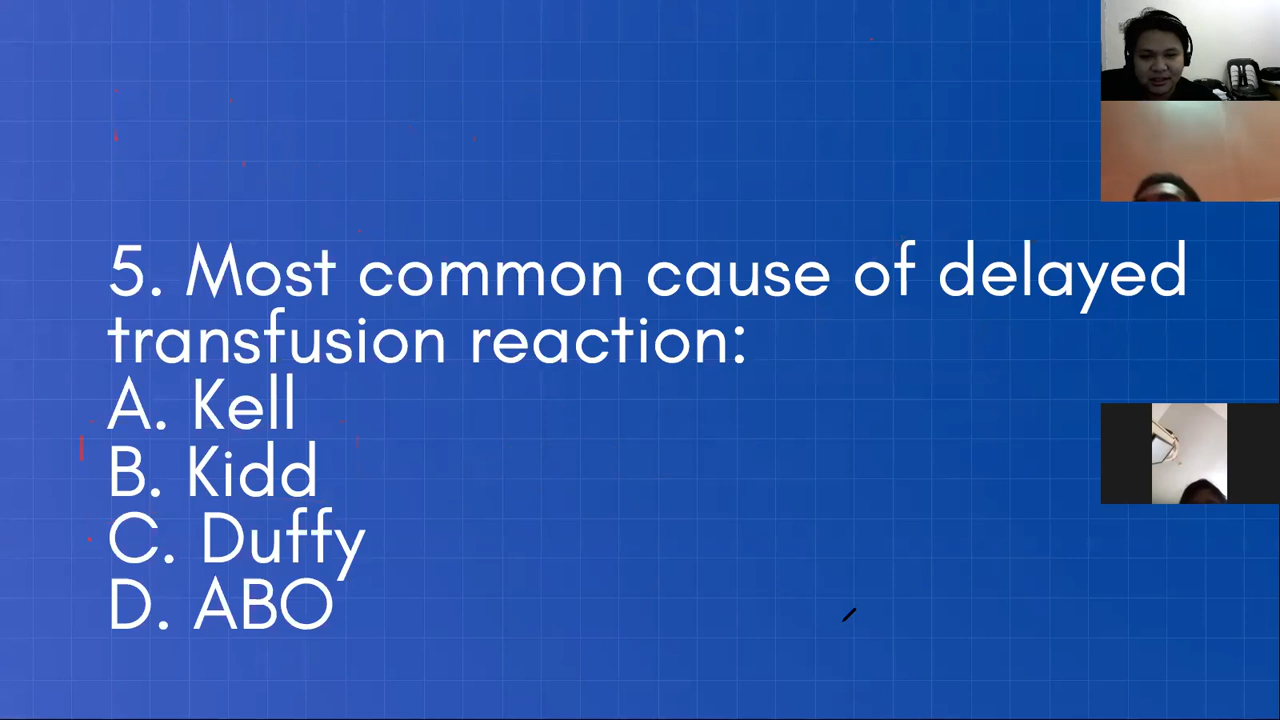 5. Most common cause of delayed
transfusion reaction:
A. Kell
B. Kidd
C. Duffy
D. ABO